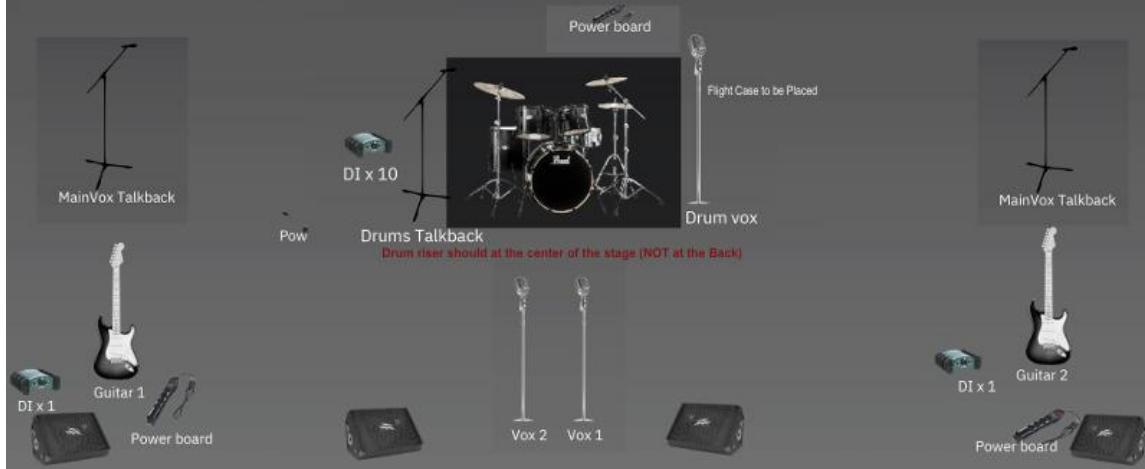 Power board
Flight Case to be Placed
DI x 10
MainVox Talkback
MainVox Talkback
Pearl
Drum vox
Pow
Drums Talkback
Drum riser should at the center of the stage (NOT at the Back)
Guitar 1
Guitar 2
DI x 1
DI x 1
Vox 2
Vox 1
Power board
Power board